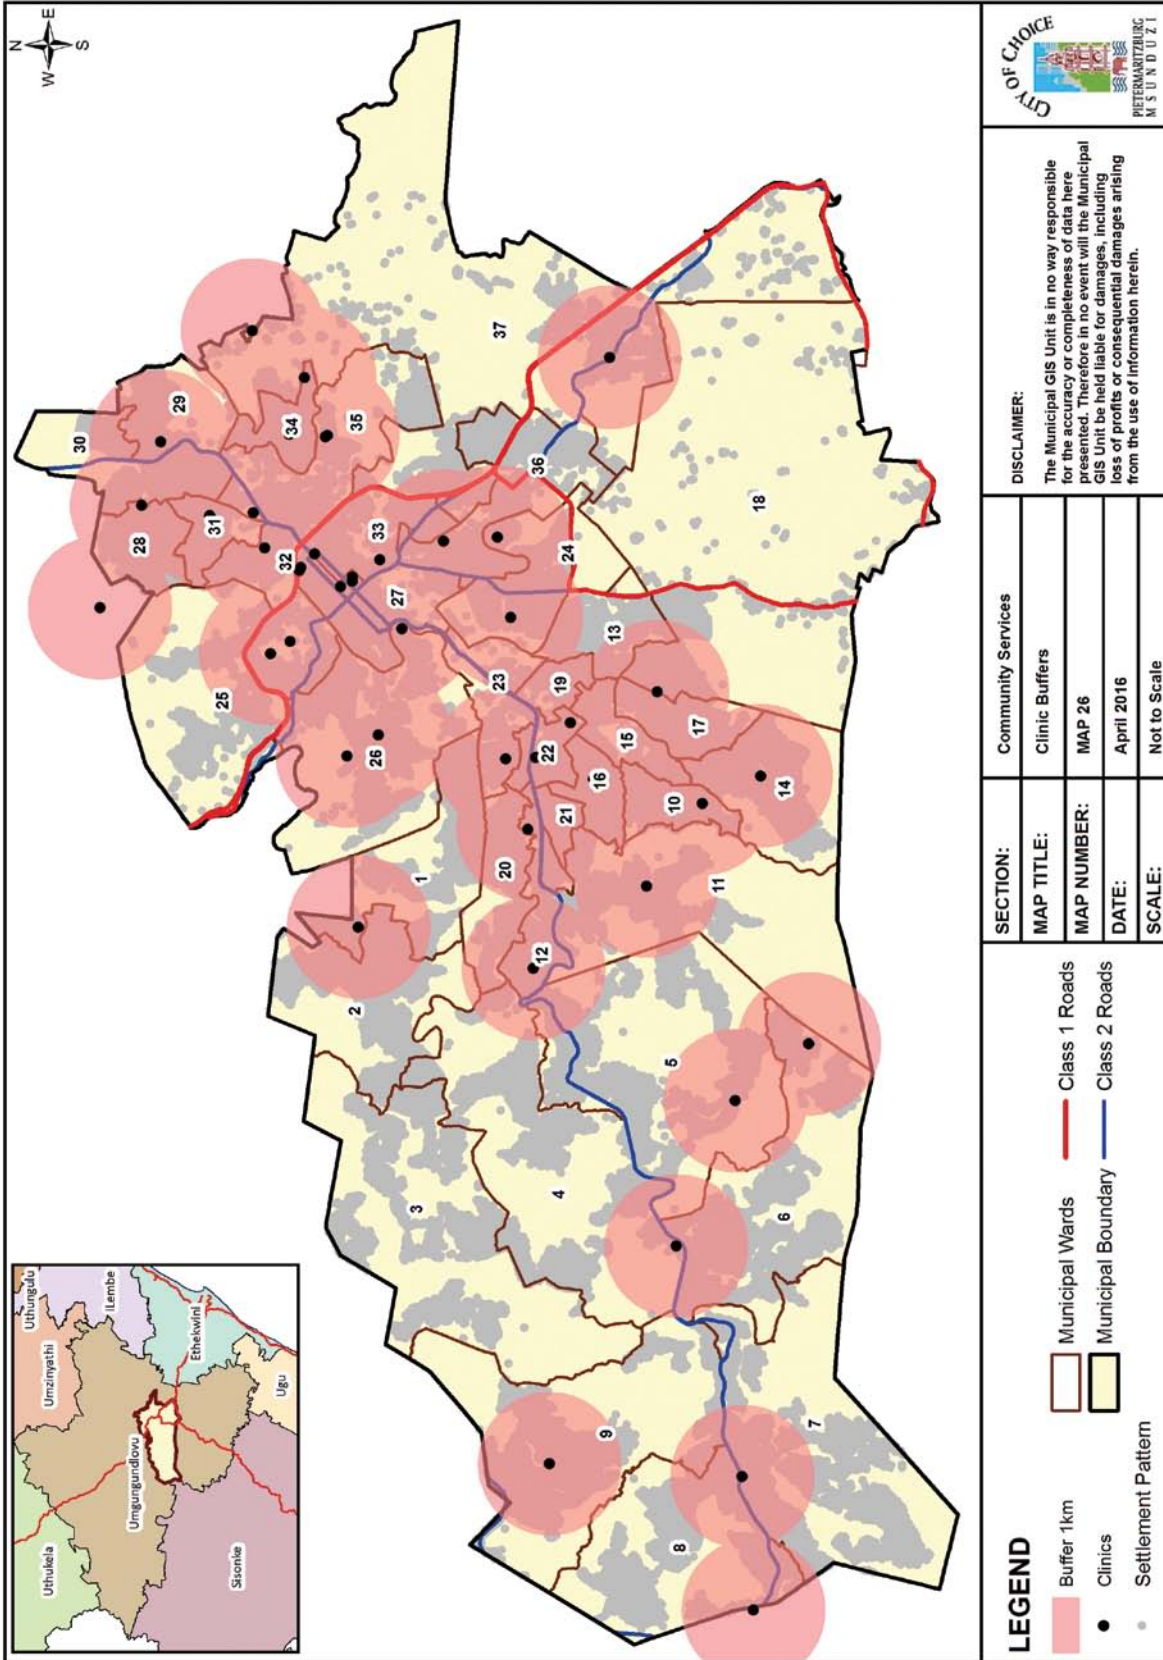 N
W
E
S
Uthukela
Umzinyathi
Uthungulu
iLembe
Umgungundlovu
Ethekwini
Sisonke
Ugu
30
29
28
34
31
35
37
32
33
25
27
36
26
24
18
23
13
19
1
22
15
17
16
2
20
21
10
14
11
12
5
3
4
6
9
7
8
LEGEND
Buffer 1km
Clinics
Settlement Pattern
Municipal Wards
Municipal Boundary
Class 1 Roads
Class 2 Roads
SECTION: Community Services
MAP TITLE: Clinic Buffers
MAP NUMBER: MAP 26
DATE: April 2016
SCALE: Not to Scale
DISCLAIMER:
The Municipal GIS Unit is in no way responsible
for the accuracy or completeness of data here
presented. Therefore in no event will the Municipal
GIS Unit be held liable for damages, including
loss of profits or consequential damages arising
from the use of information herein.
CITY OF CHOICE
PIETERMARITZBURG
MSUNDUZI